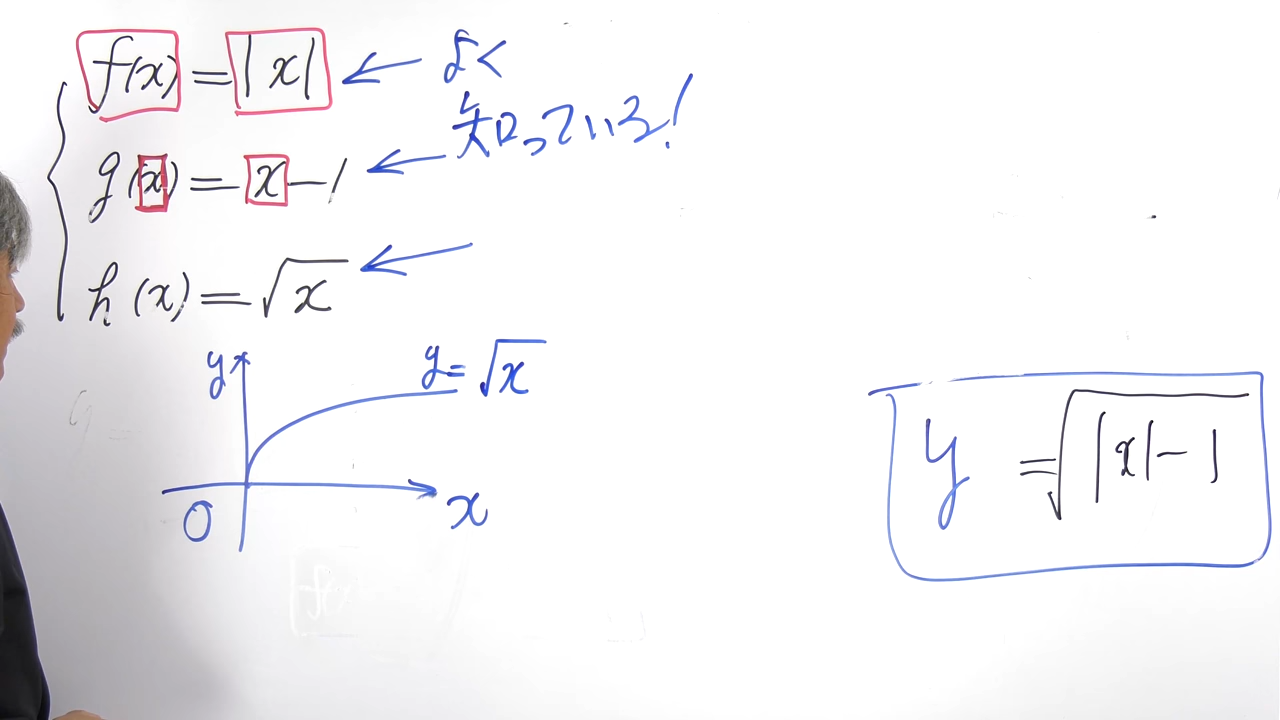 f(x) = |x| ← よく
知っている!
g(x) = x - 1 ←
h(x) = √x ←
y
y = √x
O
x
y = √|x| - 1